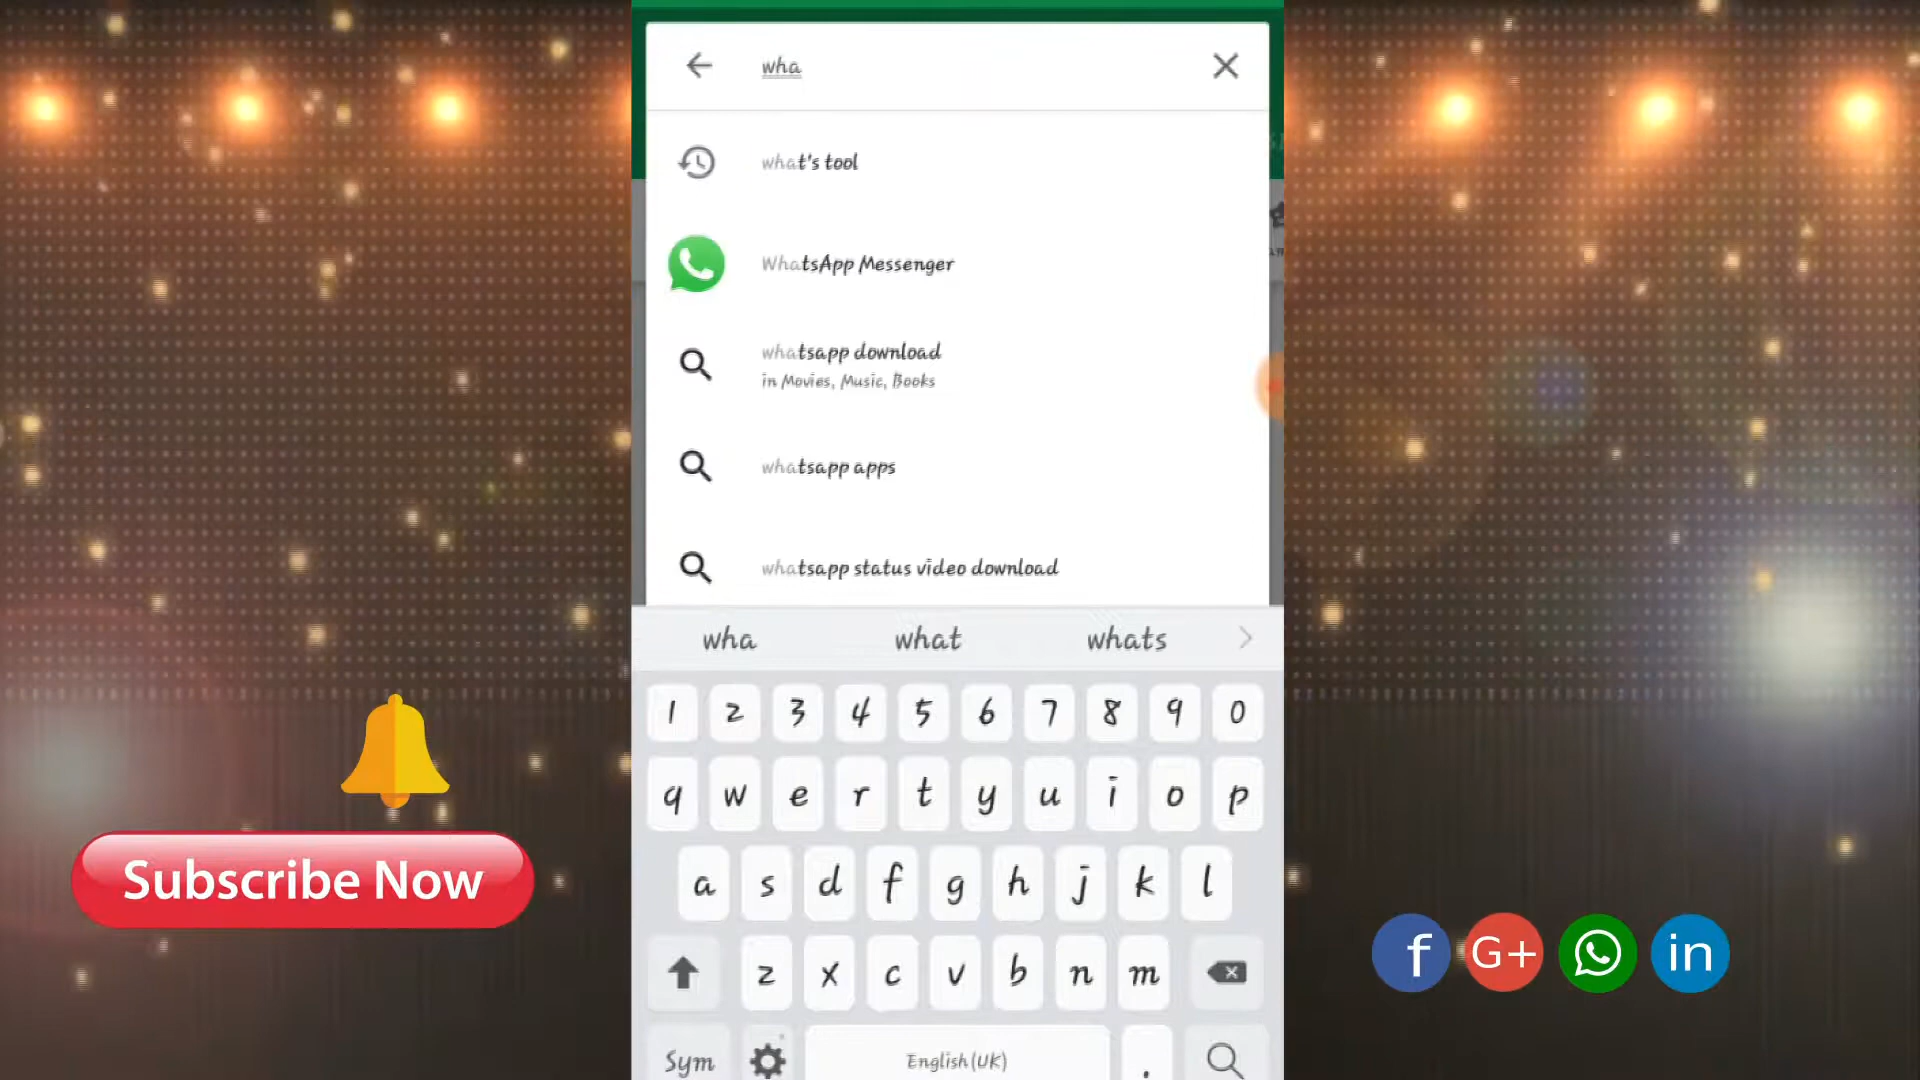 wha
what's tool
WhatsApp Messenger
whatsapp download
in Movies, Music, Books
whatsapp apps
whatsapp status video download
wha what whats
1 2 3 4 5 6 7 8 9 0
q w e r t y u i o p
a s d f g h j k l
z x c v b n m
Sym English(UK) .
Subscribe Now
f G+ in